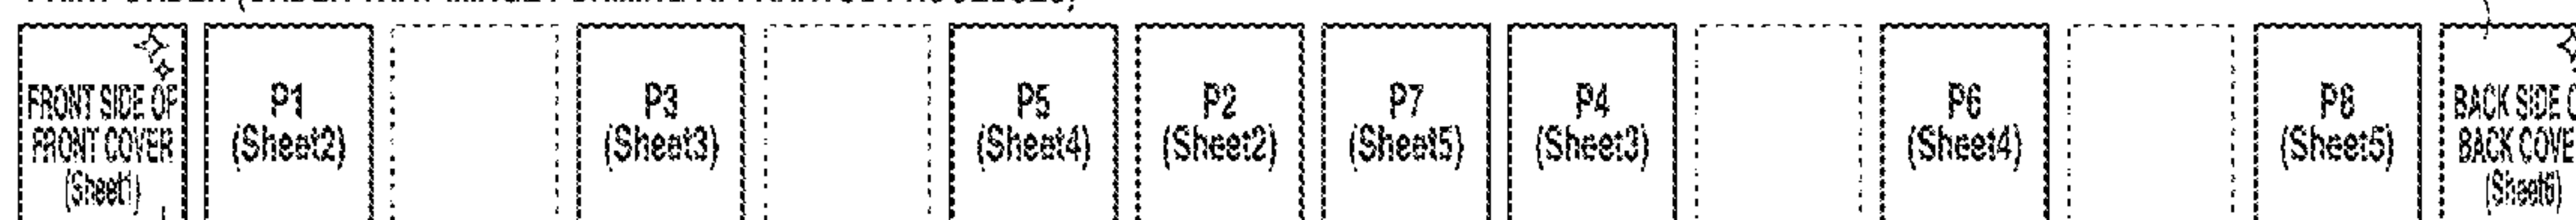 FRONT SIDE OF
FRONT COVER
(Sheet1)
P1
(Sheet2)
P3
(Sheet3)
P5
(Sheet4)
P2
(Sheet2)
P7
(Sheet5)
P4
(Sheet3)
P6
(Sheet4)
P8
(Sheet5)
BACK SIDE O
BACK COVE
(Sheet6)